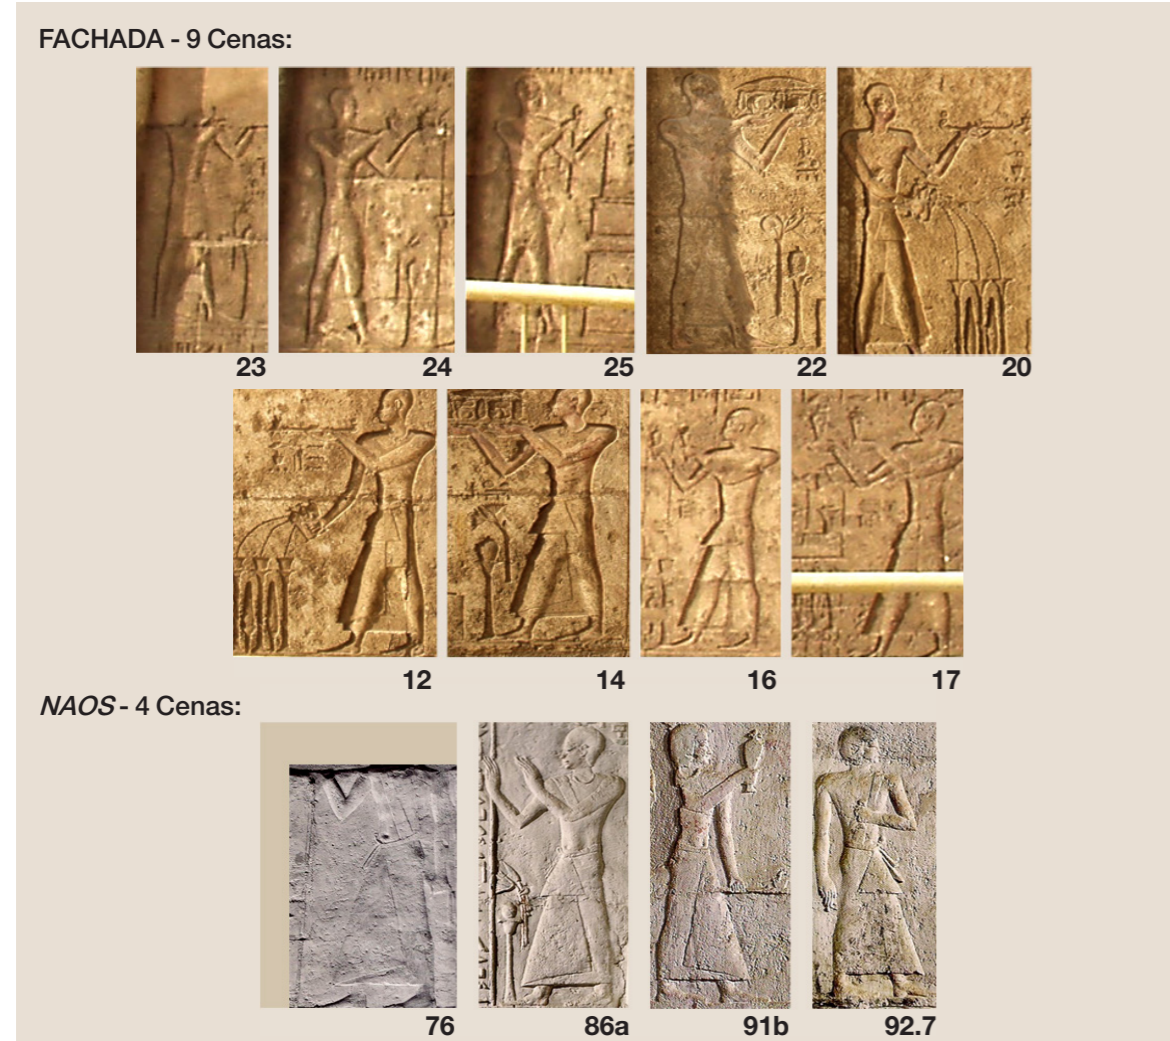 FACHADA - 9 Cenas:
23 24 25 22 20
12 14 16 17
NAOS - 4 Cenas:
76 86a 91b 92.7